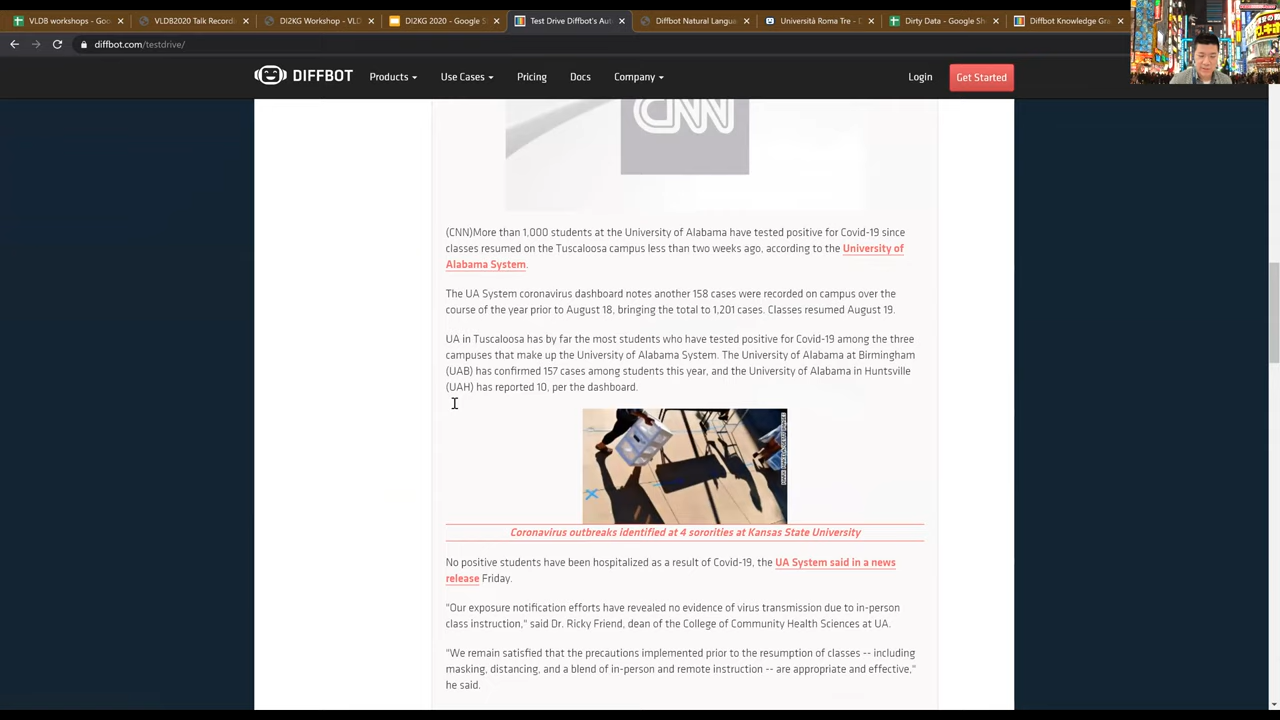 VLDB workshops - Goo
VLDB2020 Talk Recordi
DI2KG Workshop - VLD
DI2KG 2020 - Google S
Test Drive Diffbot's Aut
Diffbot Natural Langua
Università Roma Tre - D
Dirty Data - Google Sh
Diffbot Knowledge Gra
diffbot.com/testdrive/
DIFFBOT
Products
Use Cases
Pricing
Docs
Company
Login
Get Started
CNN
(CNN)More than 1,000 students at the University of Alabama have tested positive for Covid-19 since
classes resumed on the Tuscaloosa campus less than two weeks ago, according to the University of
Alabama System.
The UA System coronavirus dashboard notes another 158 cases were recorded on campus over the
course of the year prior to August 18, bringing the total to 1,201 cases. Classes resumed August 19.
UA in Tuscaloosa has by far the most students who have tested positive for Covid-19 among the three
campuses that make up the University of Alabama System. The University of Alabama at Birmingham
(UAB) has confirmed 157 cases among students this year, and the University of Alabama in Huntsville
(UAH) has reported 10, per the dashboard.
Coronavirus outbreaks identified at 4 sororities at Kansas State University
No positive students have been hospitalized as a result of Covid-19, the UA System said in a news
release Friday.
"Our exposure notification efforts have revealed no evidence of virus transmission due to in-person
class instruction," said Dr. Ricky Friend, dean of the College of Community Health Sciences at UA.
"We remain satisfied that the precautions implemented prior to the resumption of classes -- including
masking, distancing, and a blend of in-person and remote instruction -- are appropriate and effective,"
he said.